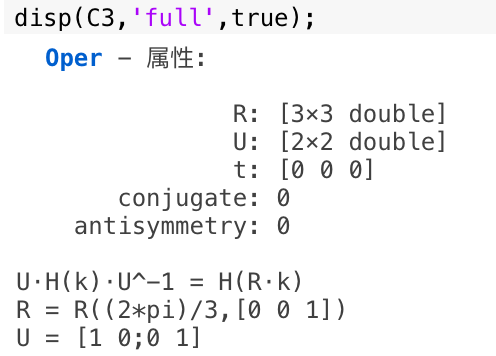 disp(C3,'full',true);
Oper - 属性:
R: [3×3 double]
U: [2×2 double]
t: [0 0 0]
conjugate: 0
antisymmetry: 0
U·H(k)·U^-1 = H(R·k)
R = R((2*pi)/3,[0 0 1])
U = [1 0;0 1]